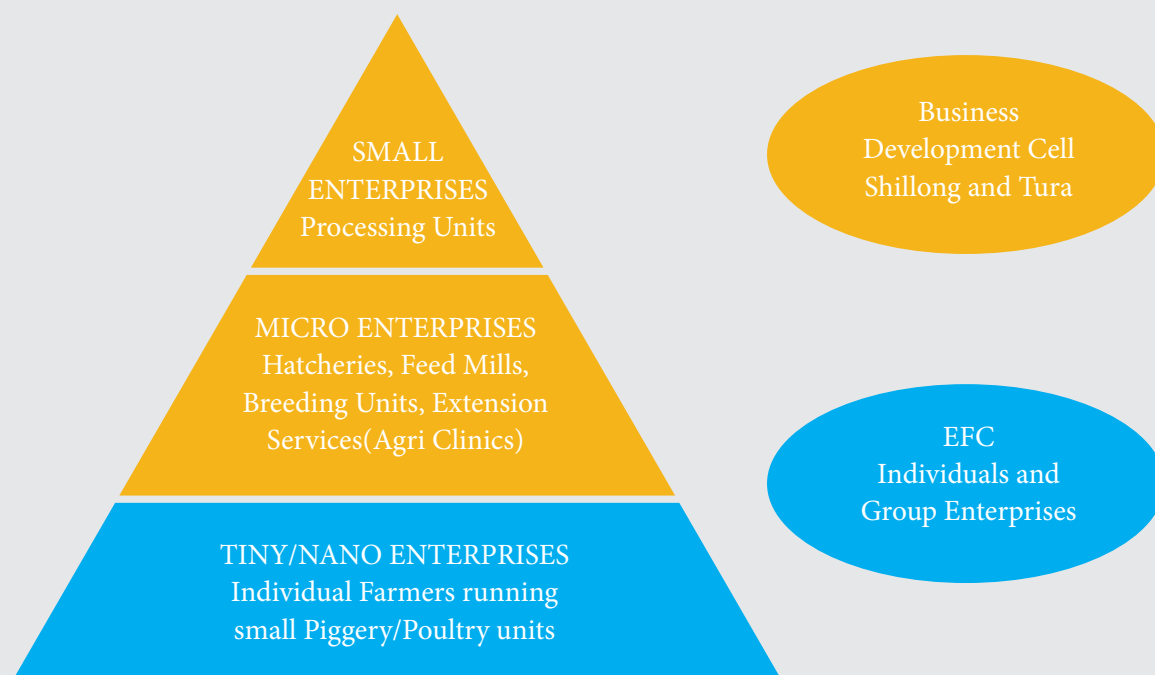 SMALL
ENTERPRISES
Processing Units
MICRO ENTERPRISES
Hatcheries, Feed Mills,
Breeding Units, Extension
Services(Agri Clinics)
TINY/NANO ENTERPRISES
Individual Farmers running
small Piggery/Poultry units
Business
Development Cell
Shillong and Tura
EFC
Individuals and
Group Enterprises